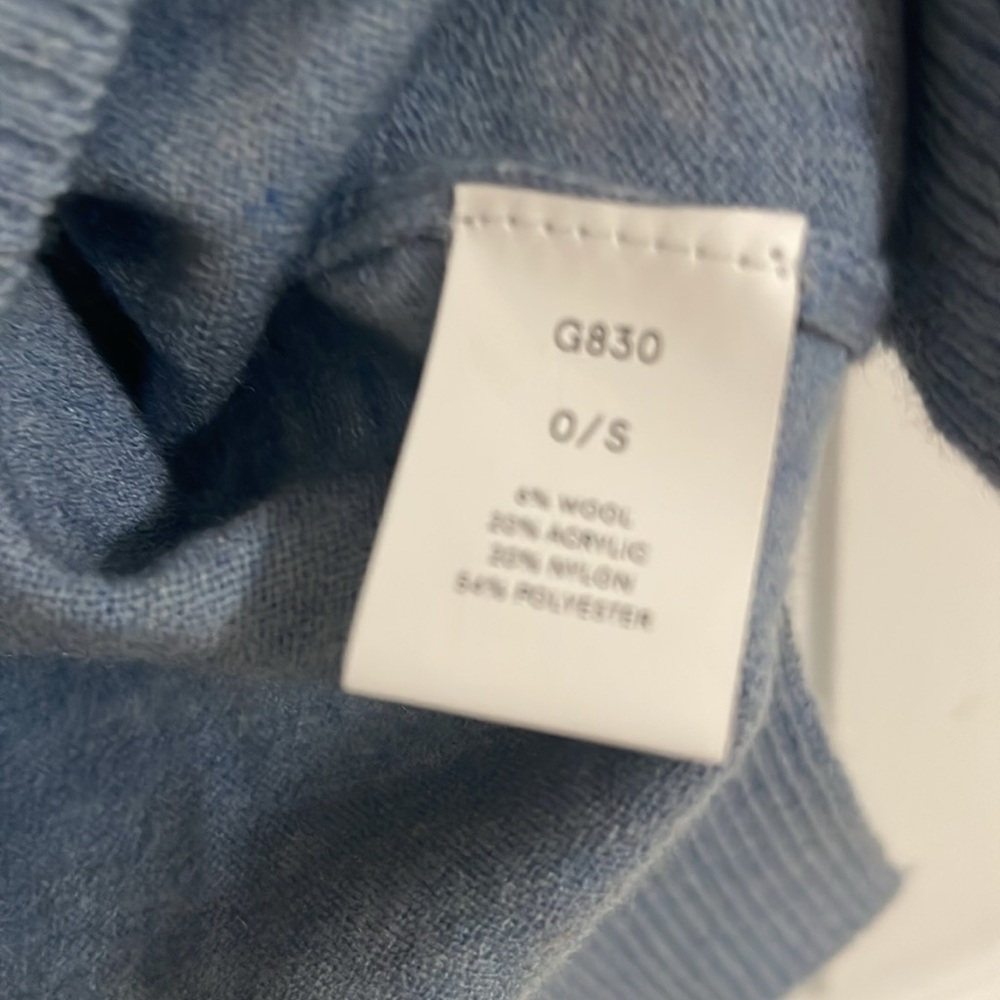 G830
O/S
6% WOOL
20% ACRYLIC
20% NYLON
54% POLYESTER